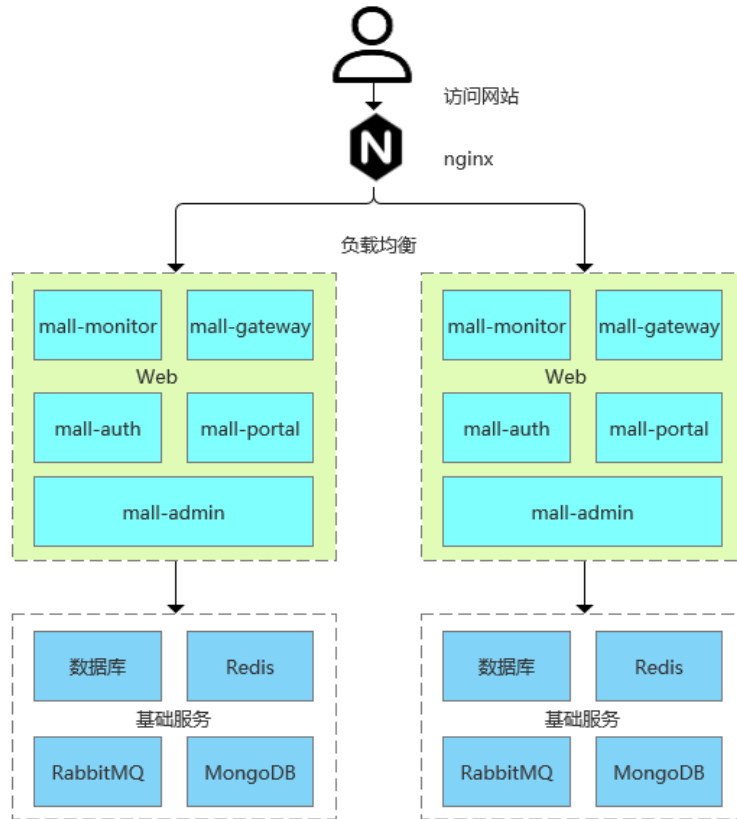 访问网站
N
nginx
负载均衡
mall-monitor mall-gateway
Web
mall-auth mall-portal
mall-admin
mall-monitor mall-gateway
Web
mall-auth mall-portal
mall-admin
数据库 Redis
基础服务
RabbitMQ MongoDB
数据库 Redis
基础服务
RabbitMQ MongoDB